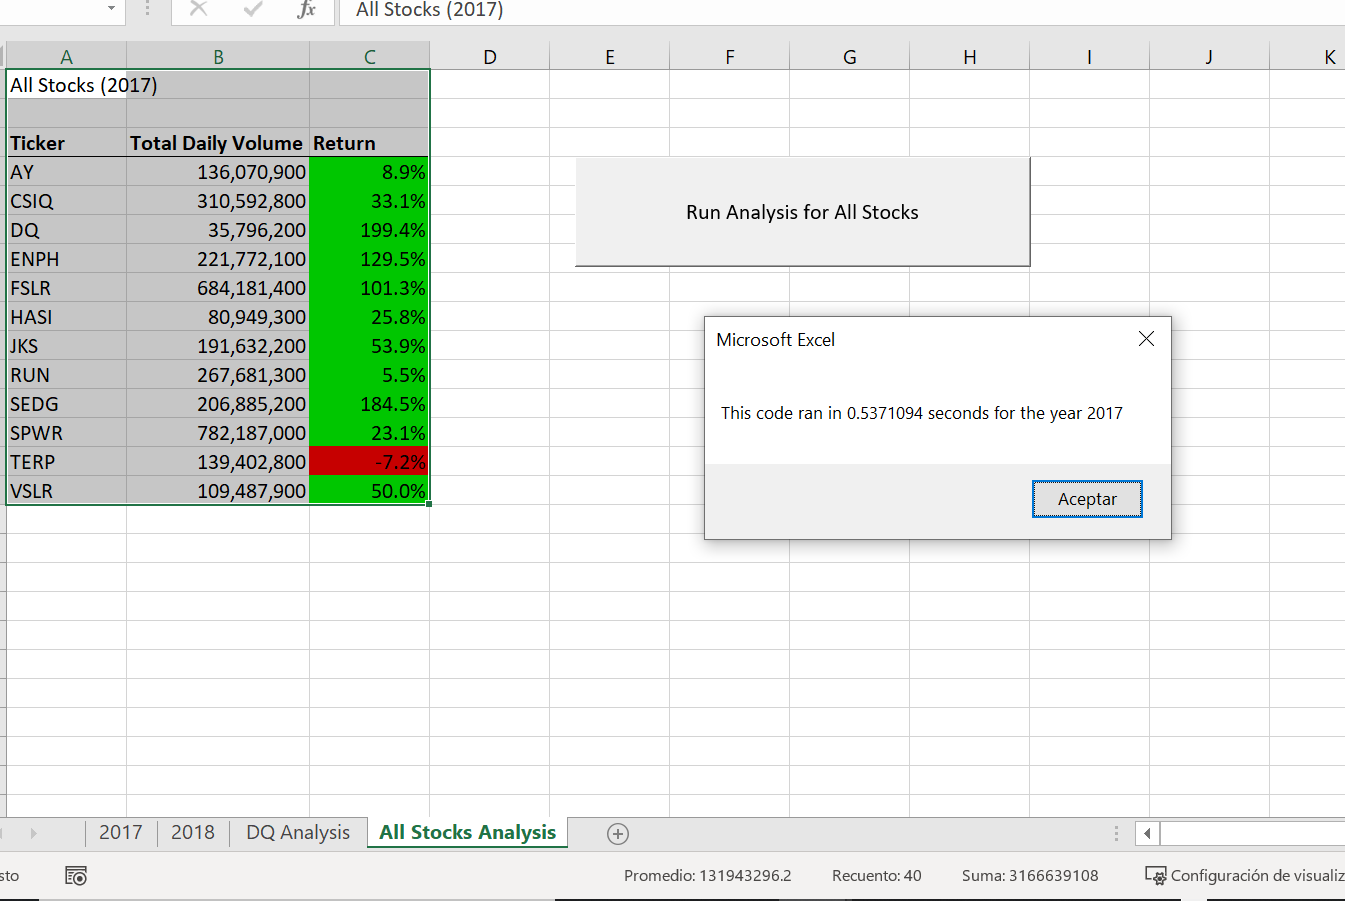 fx All Stocks (2017)
A B C D E F G H I J K
All Stocks (2017)
Ticker Total Daily Volume Return
AY 136,070,900 8.9%
CSIQ 310,592,800 33.1%
DQ 35,796,200 199.4%
ENPH 221,772,100 129.5%
FSLR 684,181,400 101.3%
HASI 80,949,300 25.8%
JKS 191,632,200 53.9%
RUN 267,681,300 5.5%
SEDG 206,885,200 184.5%
SPWR 782,187,000 23.1%
TERP 139,402,800 -7.2%
VSLR 109,487,900 50.0%
Run Analysis for All Stocks
Microsoft Excel
This code ran in 0.5371094 seconds for the year 2017
Aceptar
2017 2018 DQ Analysis All Stocks Analysis
sto Promedio: 131943296.2 Recuento: 40 Suma: 3166639108 Configuración de visualiz